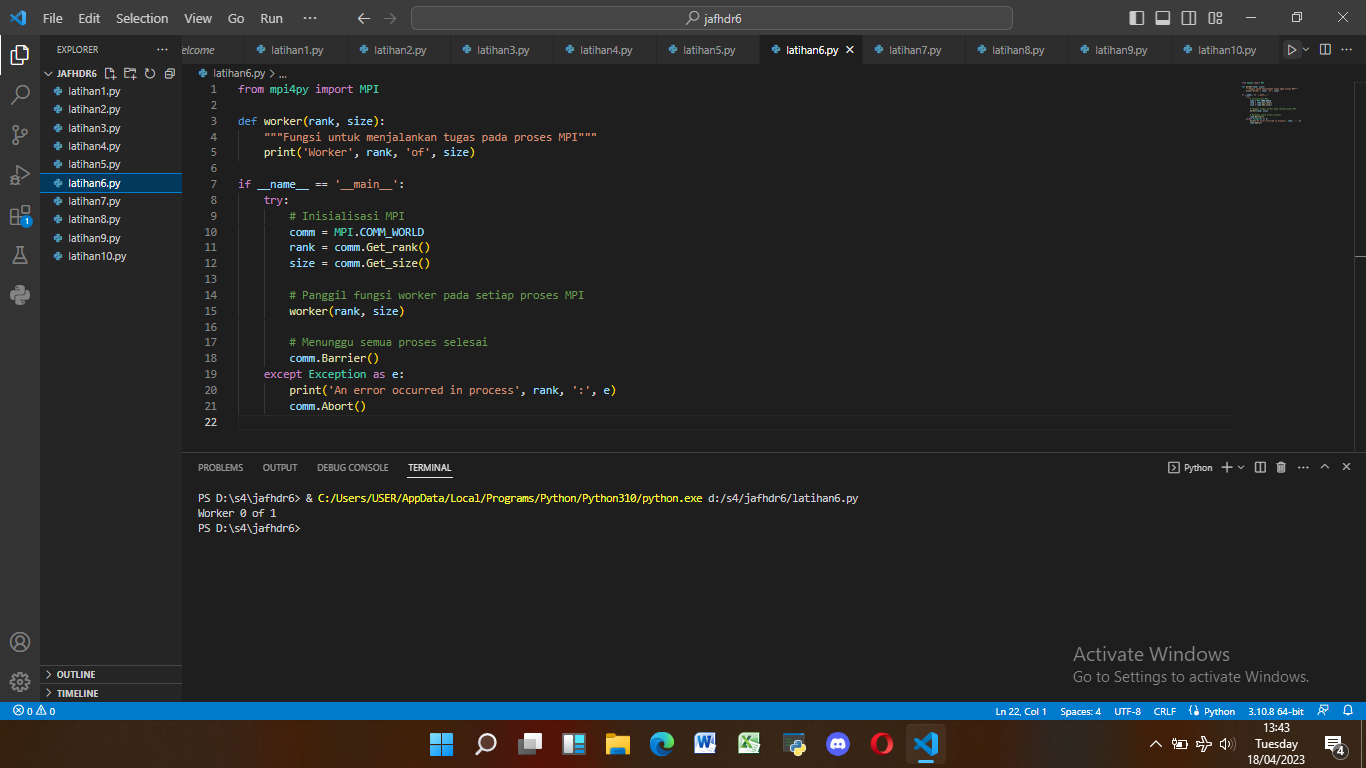 File Edit Selection View Go Run ··· jafhdr6
EXPLORER ···
elcome latihan1.py latihan2.py latihan3.py latihan4.py latihan5.py latihan6.py latihan7.py latihan8.py latihan9.py latihan10.py ···
JAFHDR6
latihan1.py
latihan2.py
latihan3.py
latihan4.py
latihan5.py
latihan6.py
latihan7.py
latihan8.py
latihan9.py
latihan10.py
OUTLINE
TIMELINE
latihan6.py > ...
1 from mpi4py import MPI
2
3 def worker(rank, size):
4     """Fungsi untuk menjalankan tugas pada proses MPI"""
5     print('Worker', rank, 'of', size)
6
7 if __name__ == '__main__':
8     try:
9         # Inisialisasi MPI
10         comm = MPI.COMM_WORLD
11         rank = comm.Get_rank()
12         size = comm.Get_size()
13
14         # Panggil fungsi worker pada setiap proses MPI
15         worker(rank, size)
16
17         # Menunggu semua proses selesai
18         comm.Barrier()
19     except Exception as e:
20         print('An error occurred in process', rank, ':', e)
21         comm.Abort()
22
PROBLEMS OUTPUT DEBUG CONSOLE TERMINAL Python ···
PS D:\s4\jafhdr6> & C:/Users/USER/AppData/Local/Programs/Python/Python310/python.exe d:/s4/jafhdr6/latihan6.py
Worker 0 of 1
PS D:\s4\jafhdr6>
Activate Windows
Go to Settings to activate Windows.
1
0 0 Ln 22, Col 1 Spaces: 4 UTF-8 CRLF Python 3.10.8 64-bit
13:43
Tuesday
18/04/2023
4